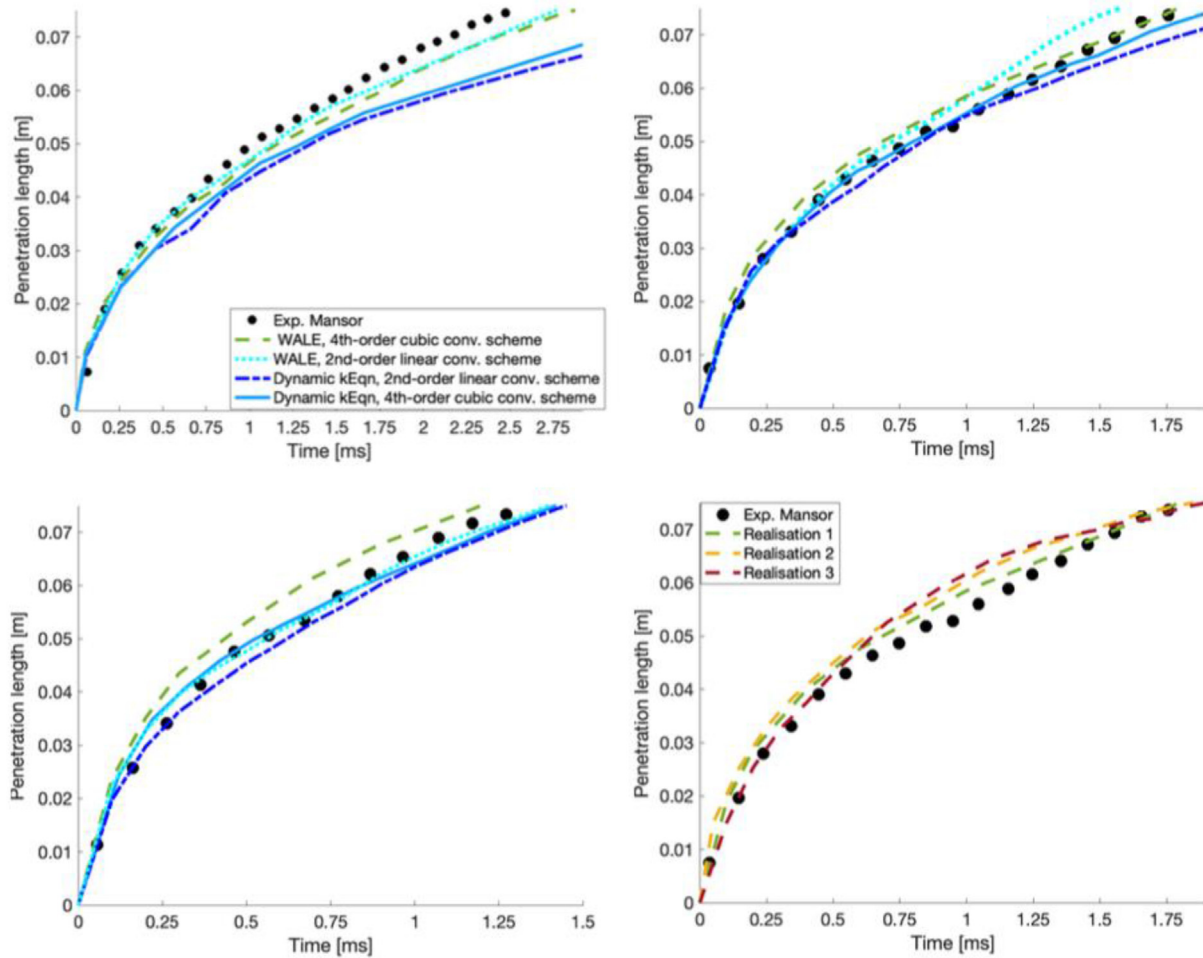 0.07
0.06
0.05
0.04
0.03
0.02
0.01
0
Penetration length [m]
Exp. Mansor
WALE, 4th-order cubic conv. scheme
WALE, 2nd-order linear conv. scheme
Dynamic kEqn, 2nd-order linear conv. scheme
Dynamic kEqn, 4th-order cubic conv. scheme
0 0.25 0.5 0.75 1 1.25 1.5 1.75 2 2.25 2.5 2.75
Time [ms]
0.07
0.06
0.05
0.04
0.03
0.02
0.01
0
Penetration length [m]
0 0.25 0.5 0.75 1 1.25 1.5 1.75
Time [ms]
0.07
0.06
0.05
0.04
0.03
0.02
0.01
0
Penetration length [m]
0 0.25 0.5 0.75 1 1.25 1.5
Time [ms]
0.07
0.06
0.05
0.04
0.03
0.02
0.01
0
Penetration length [m]
Exp. Mansor
Realisation 1
Realisation 2
Realisation 3
0 0.25 0.5 0.75 1 1.25 1.5 1.75
Time [ms]